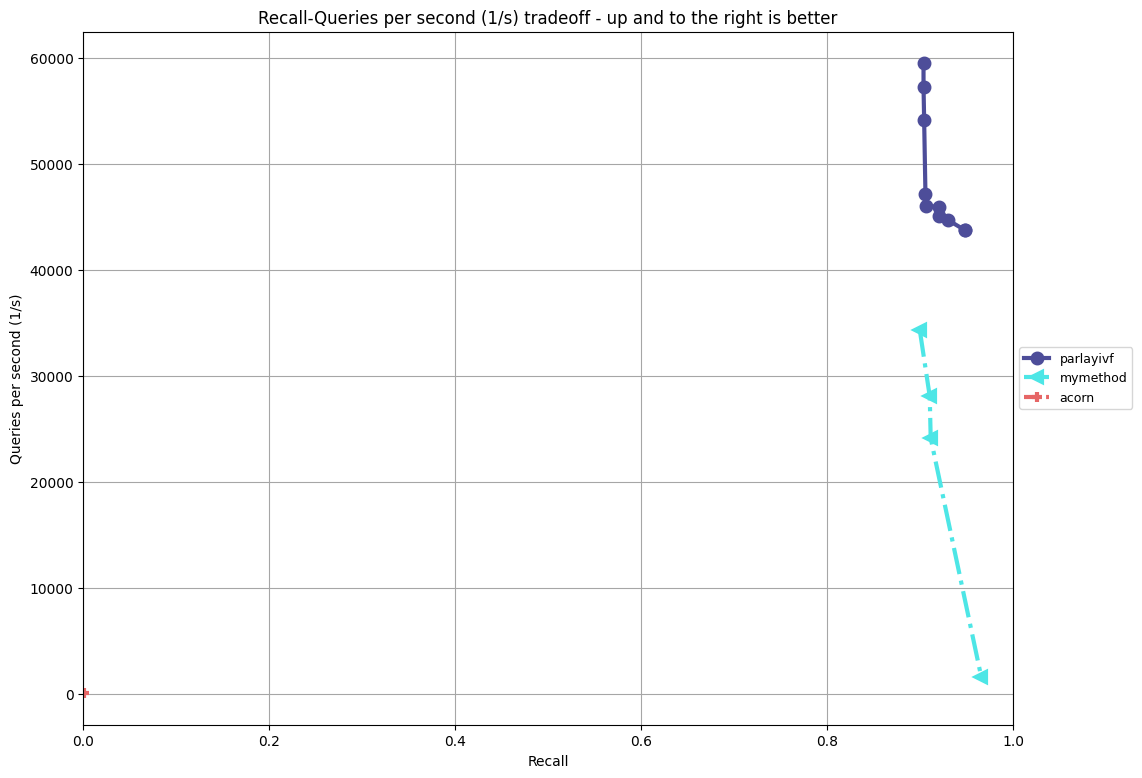 Recall-Queries per second (1/s) tradeoff - up and to the right is better
60000
50000
40000
30000
20000
10000
0
Queries per second (1/s)
0.0 0.2 0.4 0.6 0.8 1.0
Recall
parlayivf
mymethod
acorn